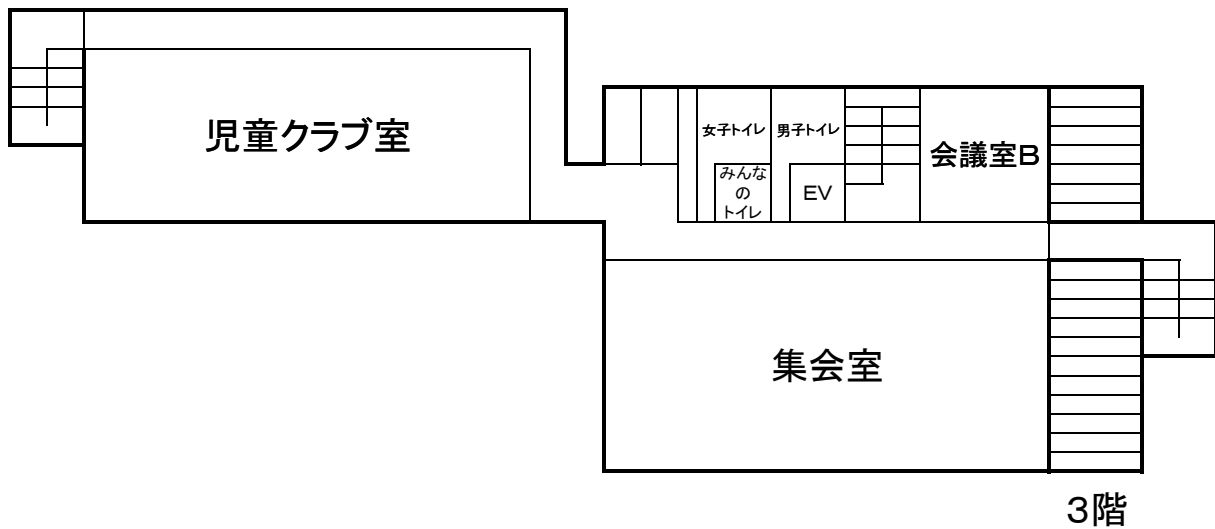 児童クラブ室
女子トイレ
男子トイレ
会議室B
みんな
の
トイレ
EV
集会室
3階